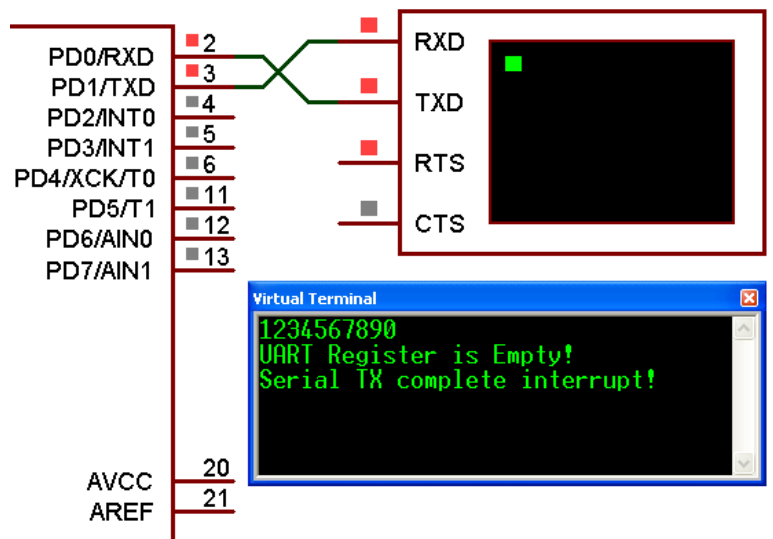 PD0/RXD 2
PD1/TXD 3
PD2/INT0 4
PD3/INT1 5
PD4/XCK/T0 6
PD5/T1 11
PD6/AIN0 12
PD7/AIN1 13
AVCC 20
AREF 21
RXD
TXD
RTS
CTS
Virtual Terminal
1234567890
UART Register is Empty!
Serial TX complete interrupt!